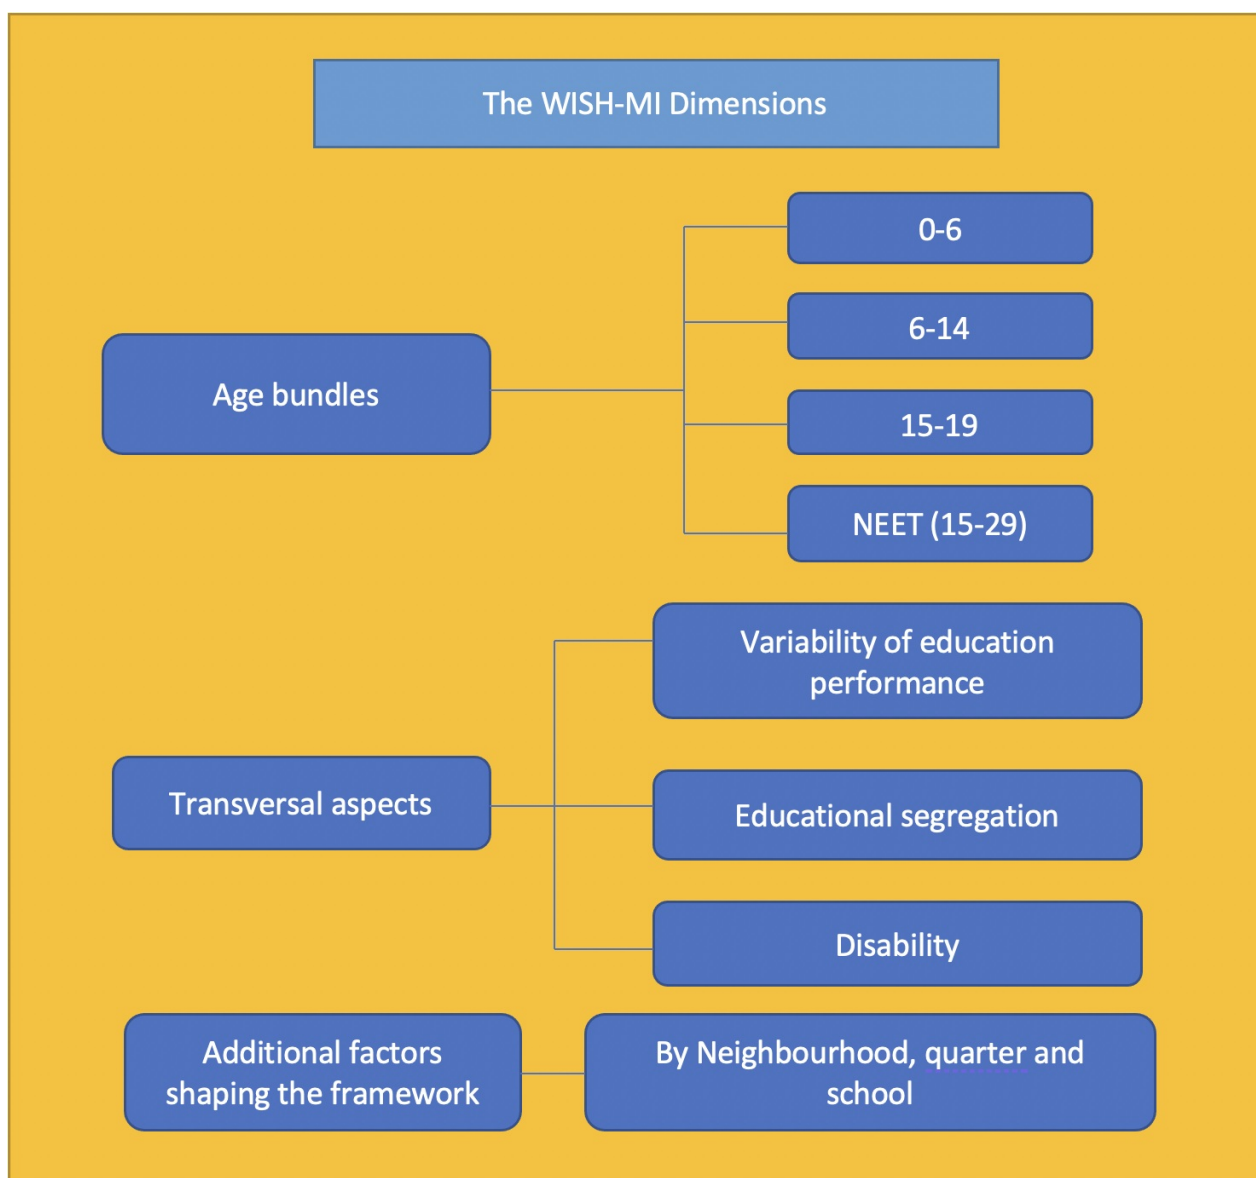 The WISH-MI Dimensions
0-6
6-14
Age bundles
15-19
NEET (15-29)
Variability of education
performance
Transversal aspects
Educational segregation
Disability
Additional factors
shaping the framework
By Neighbourhood, quarter and
school